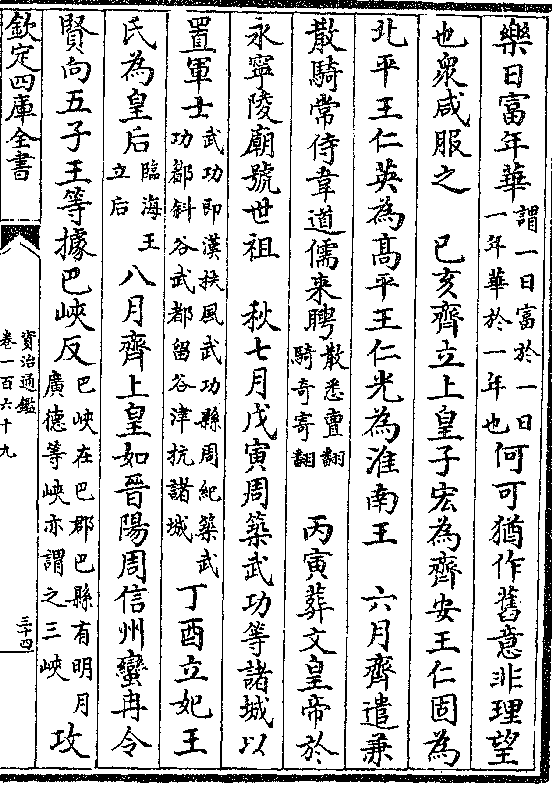 樂日富年華謂一日富於一日一年華於一年也何可猶作舊意非理望
也衆咸服之　己亥齊立上皇子宏為齊安王仁固為
北平王仁英為髙平王仁光為淮南王　六月齊遣兼
散騎常侍韋道儒来聘散悉亶翻騎奇寄翻　丙寅葬文皇帝於
永寧陵廟號世祖　秋七月戊寅周築武功等諸城以
置軍士武功即漢扶風武功縣周紀築武功郿斜谷武都留谷津抗諸城　丁酉立妃王
氏為皇后臨海王立后　八月齊上皇如晉陽周信州蠻冉令
賢向五子王等據巴峽反巴峽在巴郡巴縣有明月廣德等峽亦謂之三峽攻
欽定四庫全書
資治通鑑
卷一百六十九
三十四